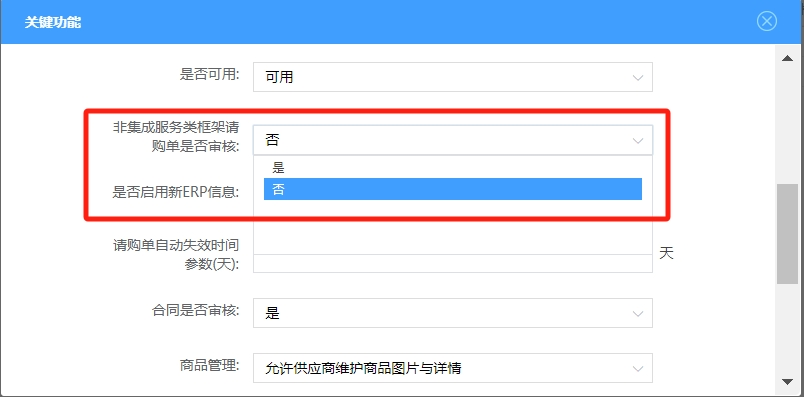 关键功能
是否可用:
可用
非集成服务类框架请
购单是否审核:
否
是
否
是否启用新ERP信息:
请购单自动失效时间
参数(天):
天
合同是否审核:
是
商品管理:
允许供应商维护商品图片与详情